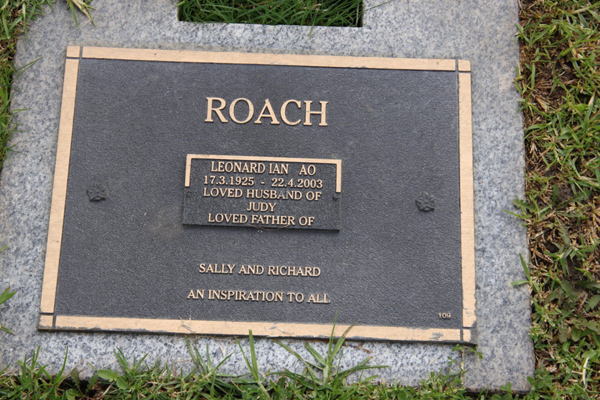 ROACH
LEONARD IAN AO
17.3.1925 - 22.4.2003
LOVED HUSBAND OF
JUDY
LOVED FATHER OF
SALLY AND RICHARD
AN INSPIRATION TO ALL
109